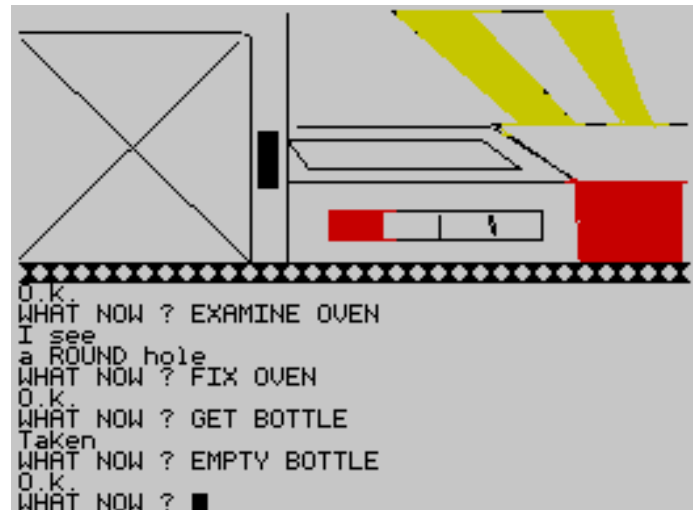 O.K.
WHAT NOW ? EXAMINE OVEN
I see
a ROUND hole
WHAT NOW ? FIX OVEN
O.K.
WHAT NOW ? GET BOTTLE
Taken
WHAT NOW ? EMPTY BOTTLE
O.K.
WHAT NOW ?